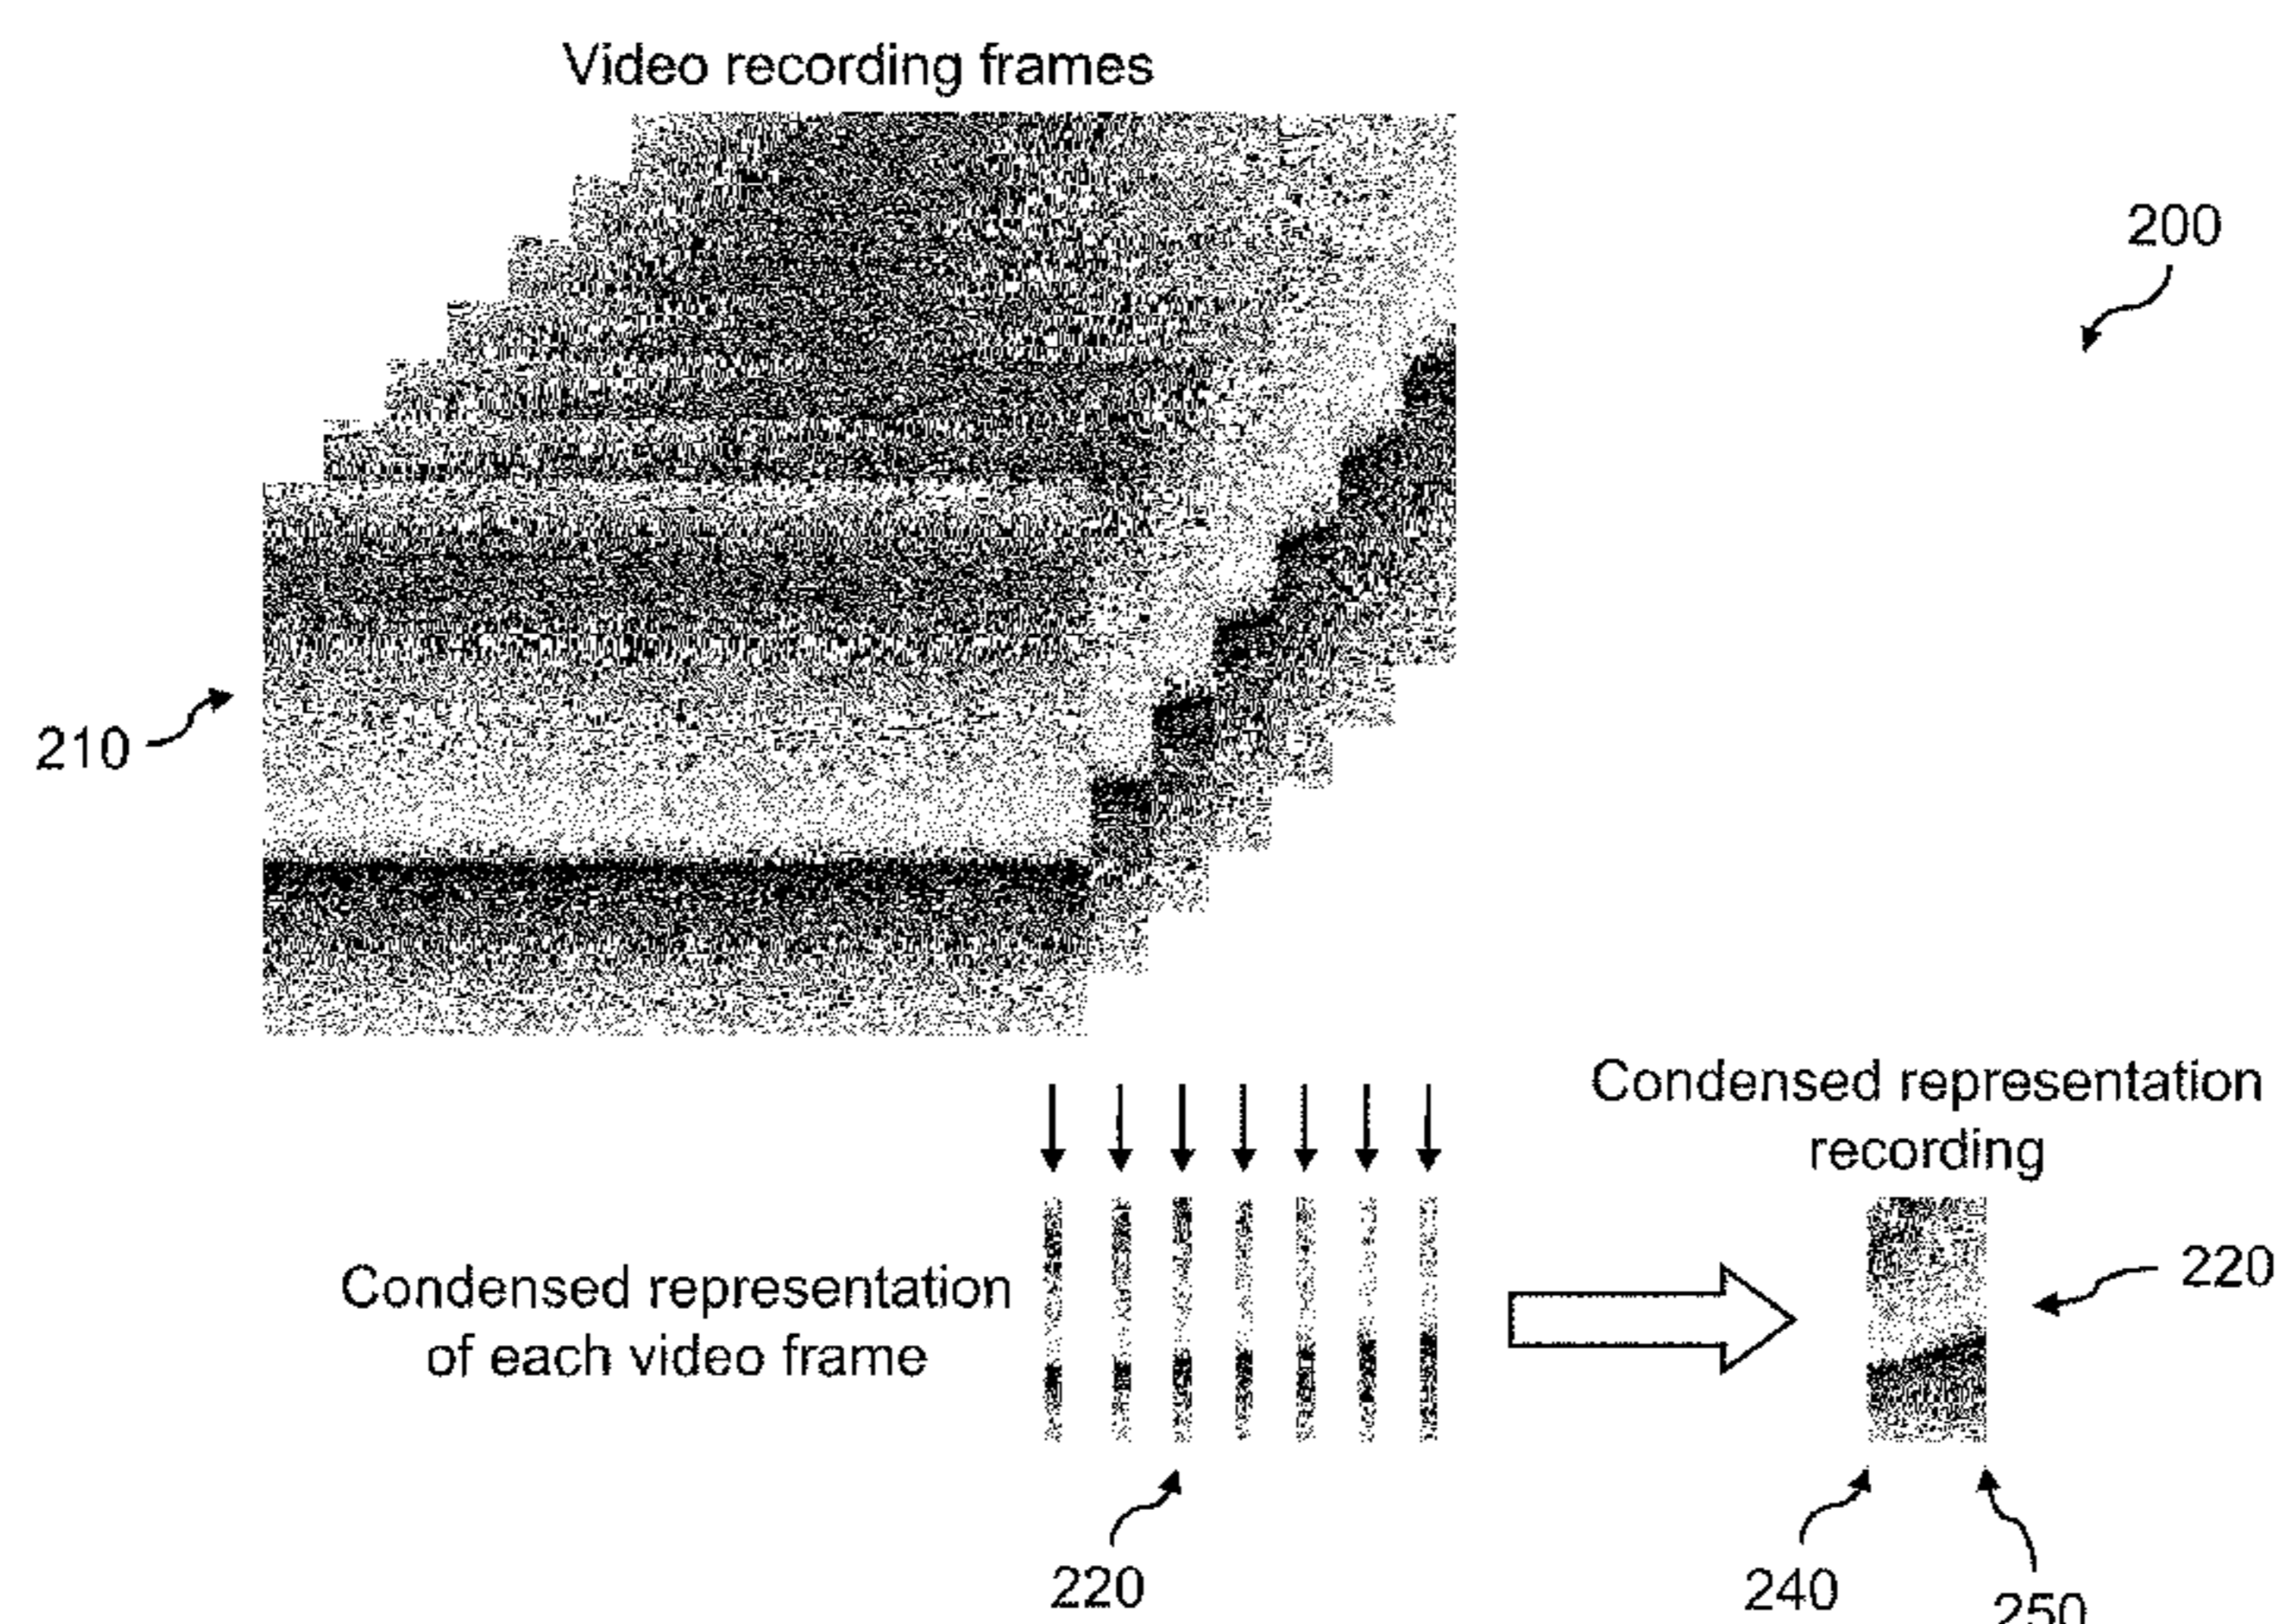 Video recording frames
200
210
Condensed representation
of each video frame
Condensed representation
recording
220
220
240
250